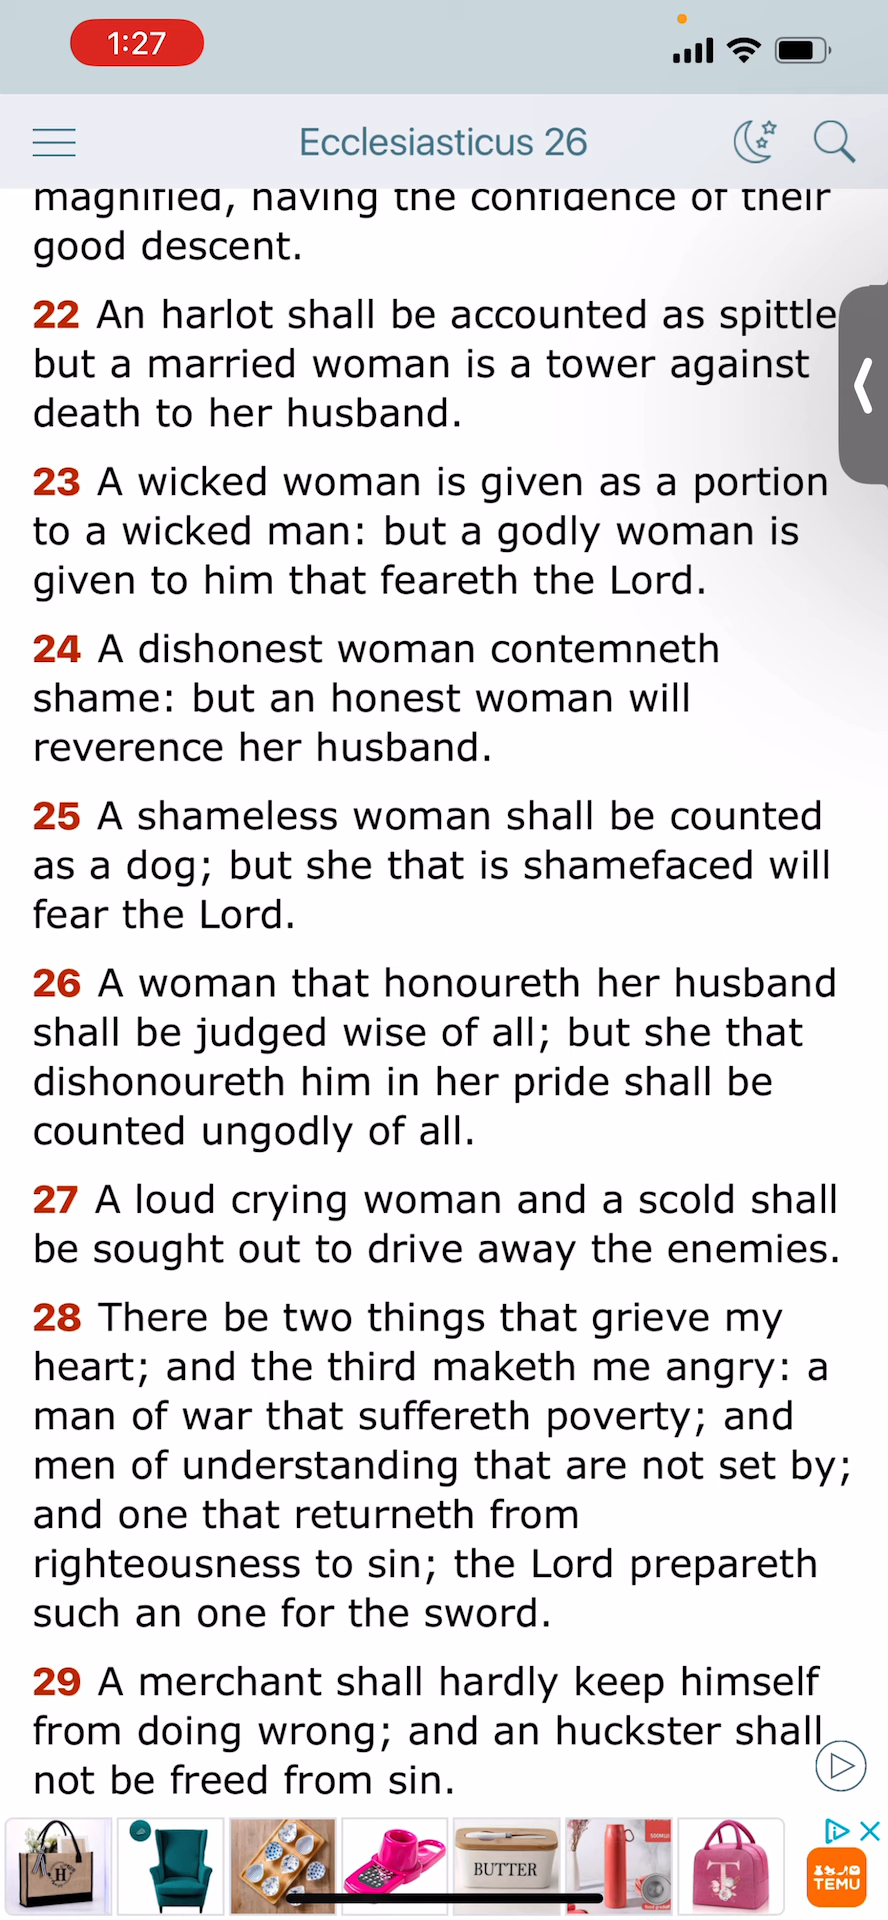 1:27
Ecclesiasticus 26
magnified, having the confidence of their
good descent.
22 An harlot shall be accounted as spittle
but a married woman is a tower against
death to her husband.
23 A wicked woman is given as a portion
to a wicked man: but a godly woman is
given to him that feareth the Lord.
24 A dishonest woman contemneth
shame: but an honest woman will
reverence her husband.
25 A shameless woman shall be counted
as a dog; but she that is shamefaced will
fear the Lord.
26 A woman that honoureth her husband
shall be judged wise of all; but she that
dishonoureth him in her pride shall be
counted ungodly of all.
27 A loud crying woman and a scold shall
be sought out to drive away the enemies.
28 There be two things that grieve my
heart; and the third maketh me angry: a
man of war that suffereth poverty; and
men of understanding that are not set by;
and one that returneth from
righteousness to sin; the Lord prepareth
such an one for the sword.
29 A merchant shall hardly keep himself
from doing wrong; and an huckster shall
not be freed from sin.
H
BUTTER
500ML
T
TEMU